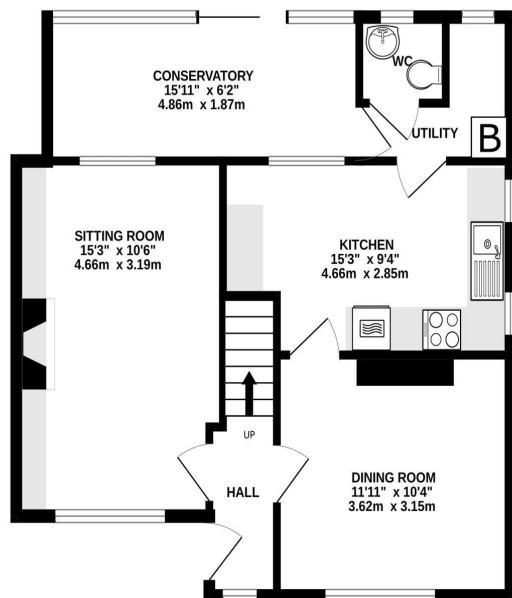 CONSERVATORY
15'11" x 6'2"
4.86m x 1.87m
WC
UTILITY
B
SITTING ROOM
15'3" x 10'6"
4.66m x 3.19m
KITCHEN
15'3" x 9'4"
4.66m x 2.85m
UP
HALL
DINING ROOM
11'11" x 10'4"
3.62m x 3.15m